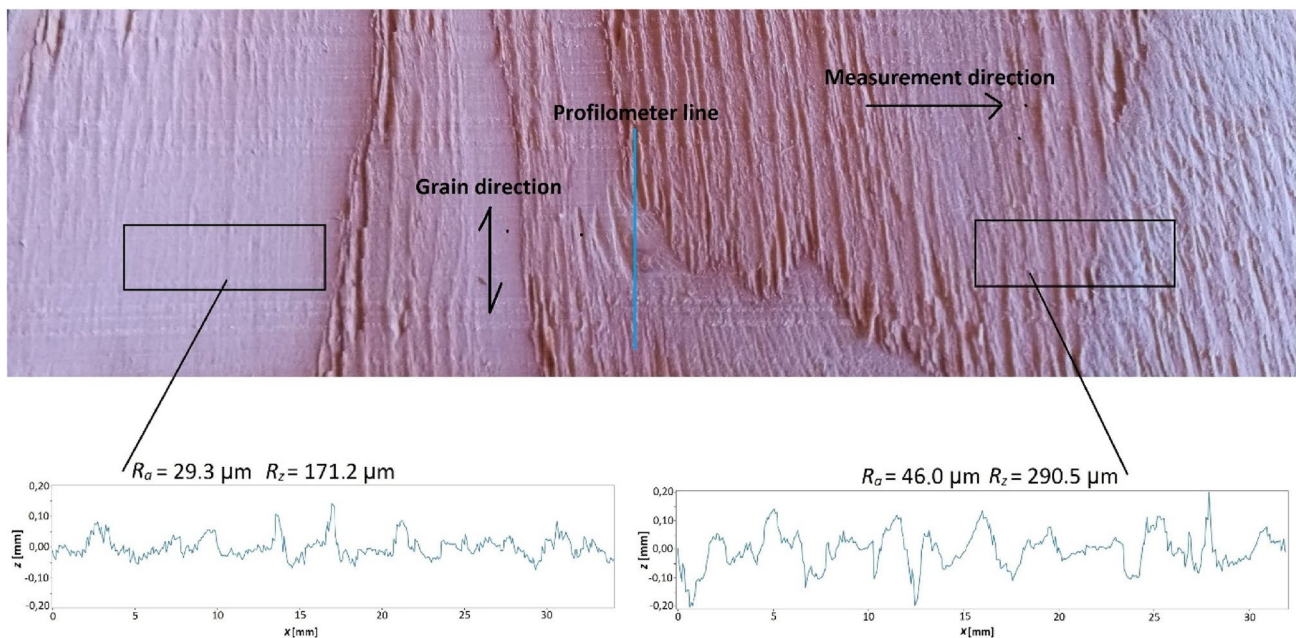 Measurement direction
Profilometer line
Grain direction
Ra = 29.3 µm Rz = 171.2 µm
0,20
0,10
0,00
-0,10
-0,20
z [mm]
0 5 10 15 20 25 30
x [mm]
Ra = 46.0 µm Rz = 290.5 µm
0,20
0,10
0,00
-0,10
-0,20
z [mm]
0 5 10 15 20 25 30
x [mm]